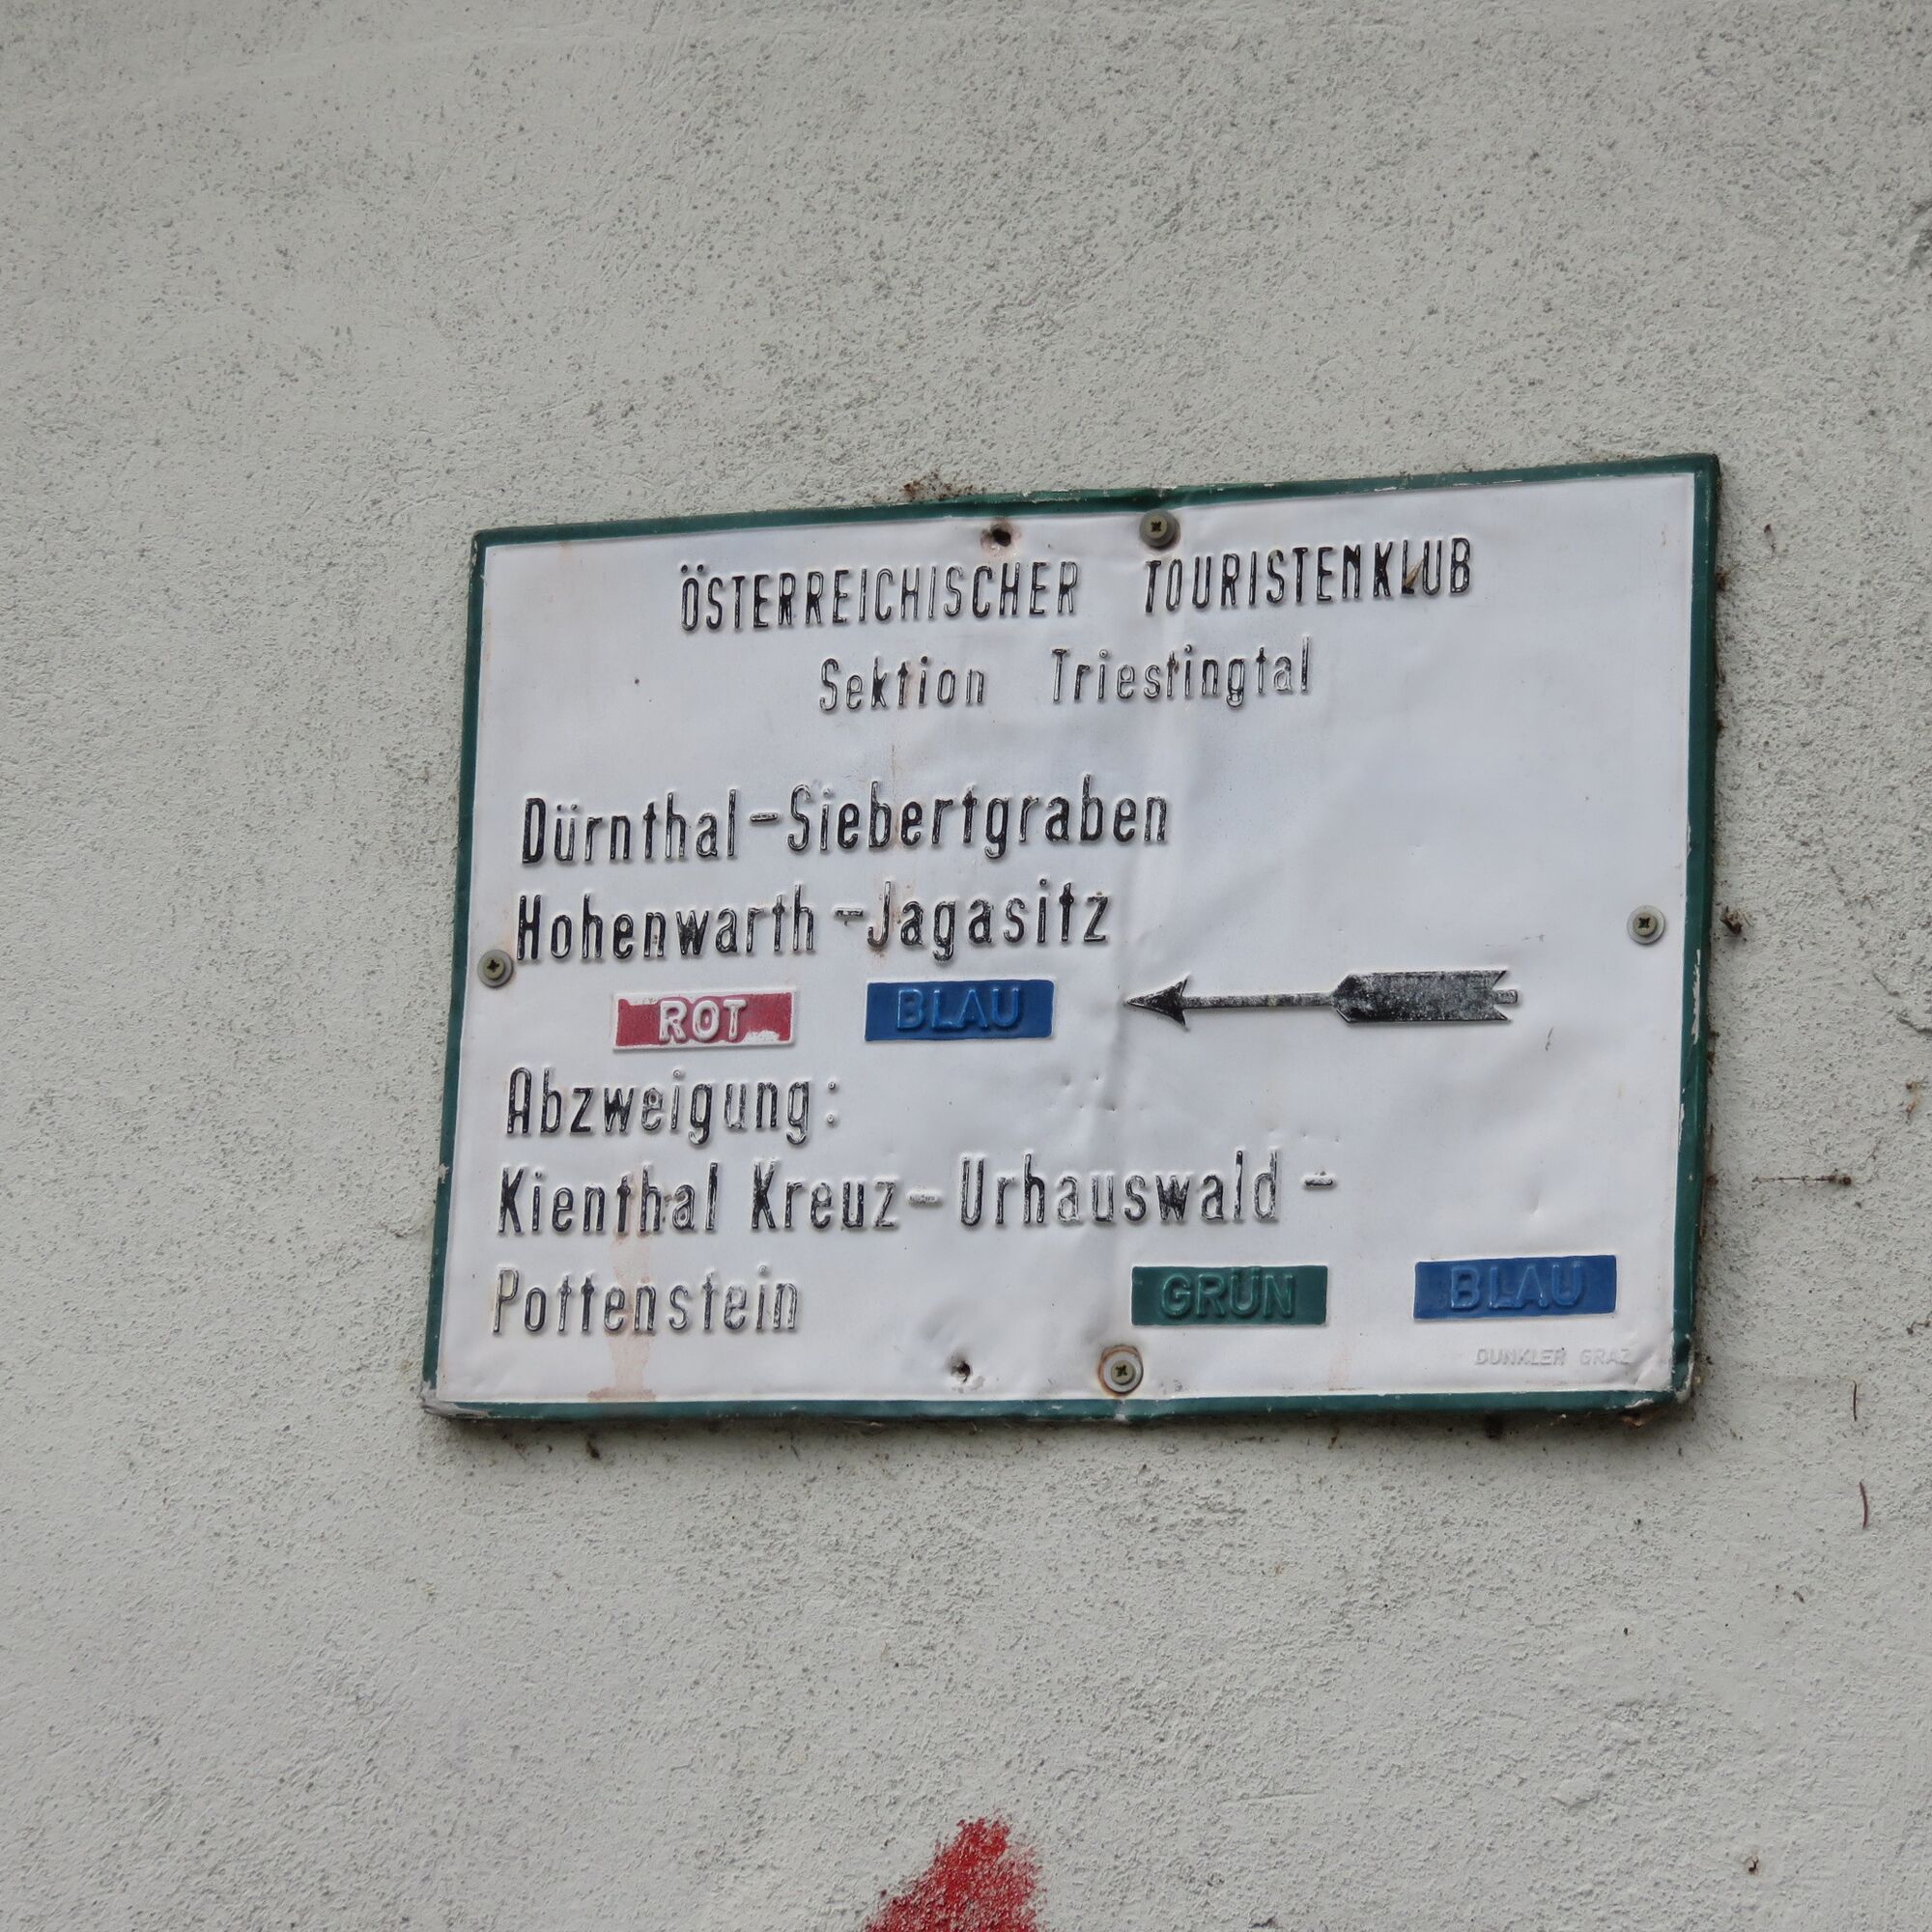 ÖSTERREICHISCHER TOURISTENKLUB
Sektion Triestingtal
Dürnthal-Siebertgraben
Hohenwarth-Jagasitz
ROT BLAU
Abzweigung:
Kienthal Kreuz-Urhauswald-
Pottenstein GRÜN BLAU
DUNKLER GRAZ